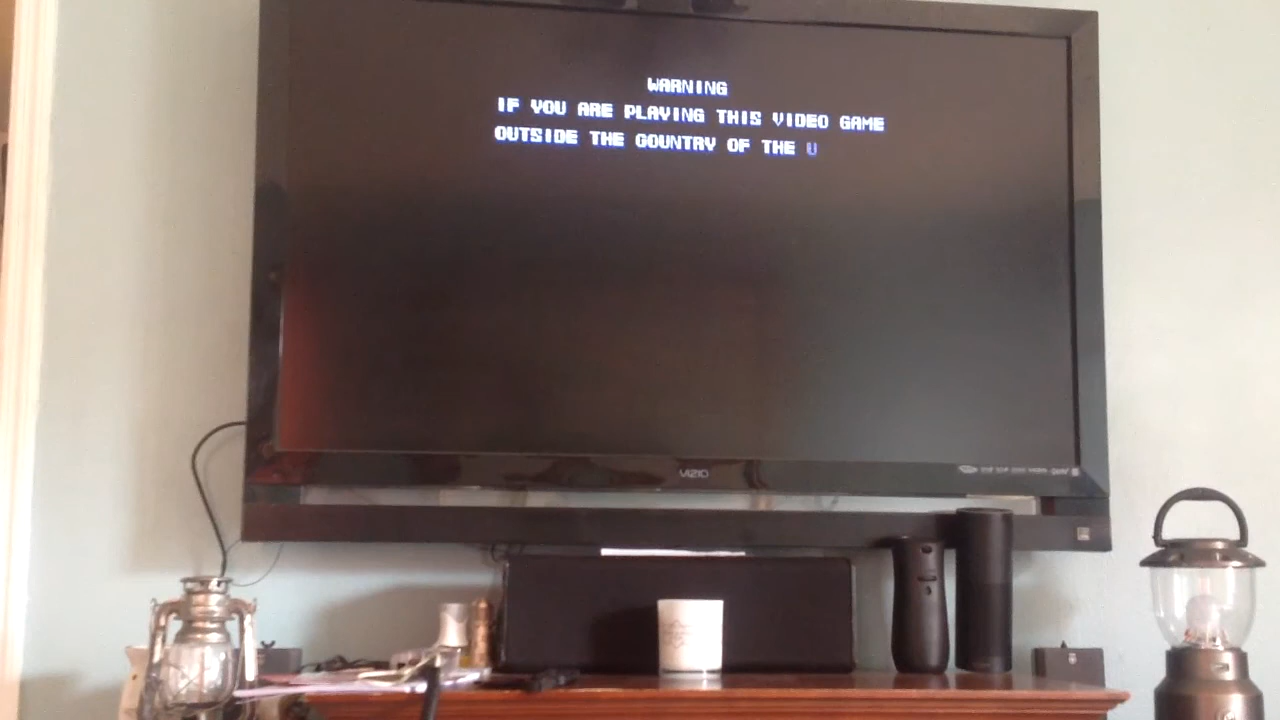 WARNING
IF YOU ARE PLAYING THIS VIDEO GAME
OUTSIDE THE GOUNTRY OF THE U
VIZIO